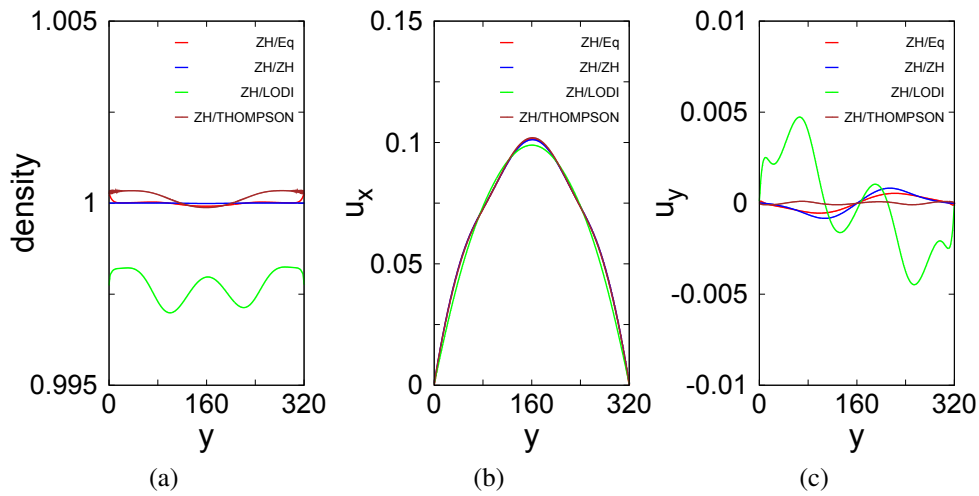 1.005
1
0.995
density
0
160
320
y
ZH/Eq
ZH/ZH
ZH/LODI
ZH/THOMPSON
(a)
0.15
0.1
0.05
0
u_x
0
160
320
y
ZH/Eq
ZH/ZH
ZH/LODI
ZH/THOMPSON
(b)
0.01
0.005
0
-0.005
-0.01
u_y
0
160
320
y
ZH/Eq
ZH/ZH
ZH/LODI
ZH/THOMPSON
(c)